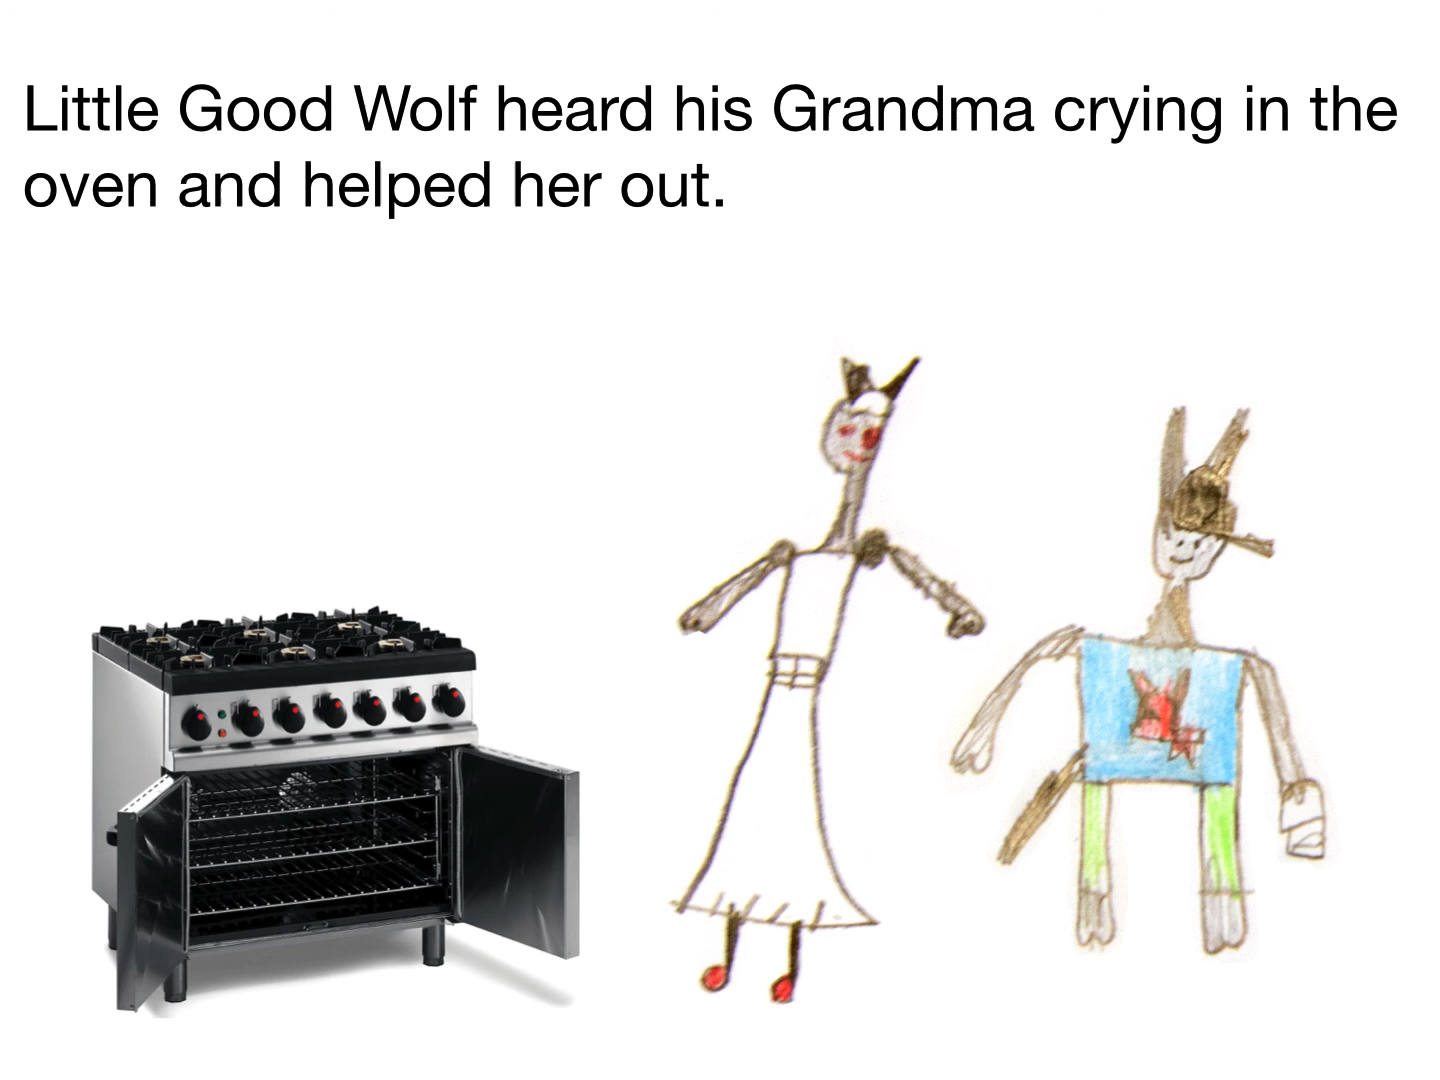 Little Good Wolf heard his Grandma crying in the
oven and helped her out.